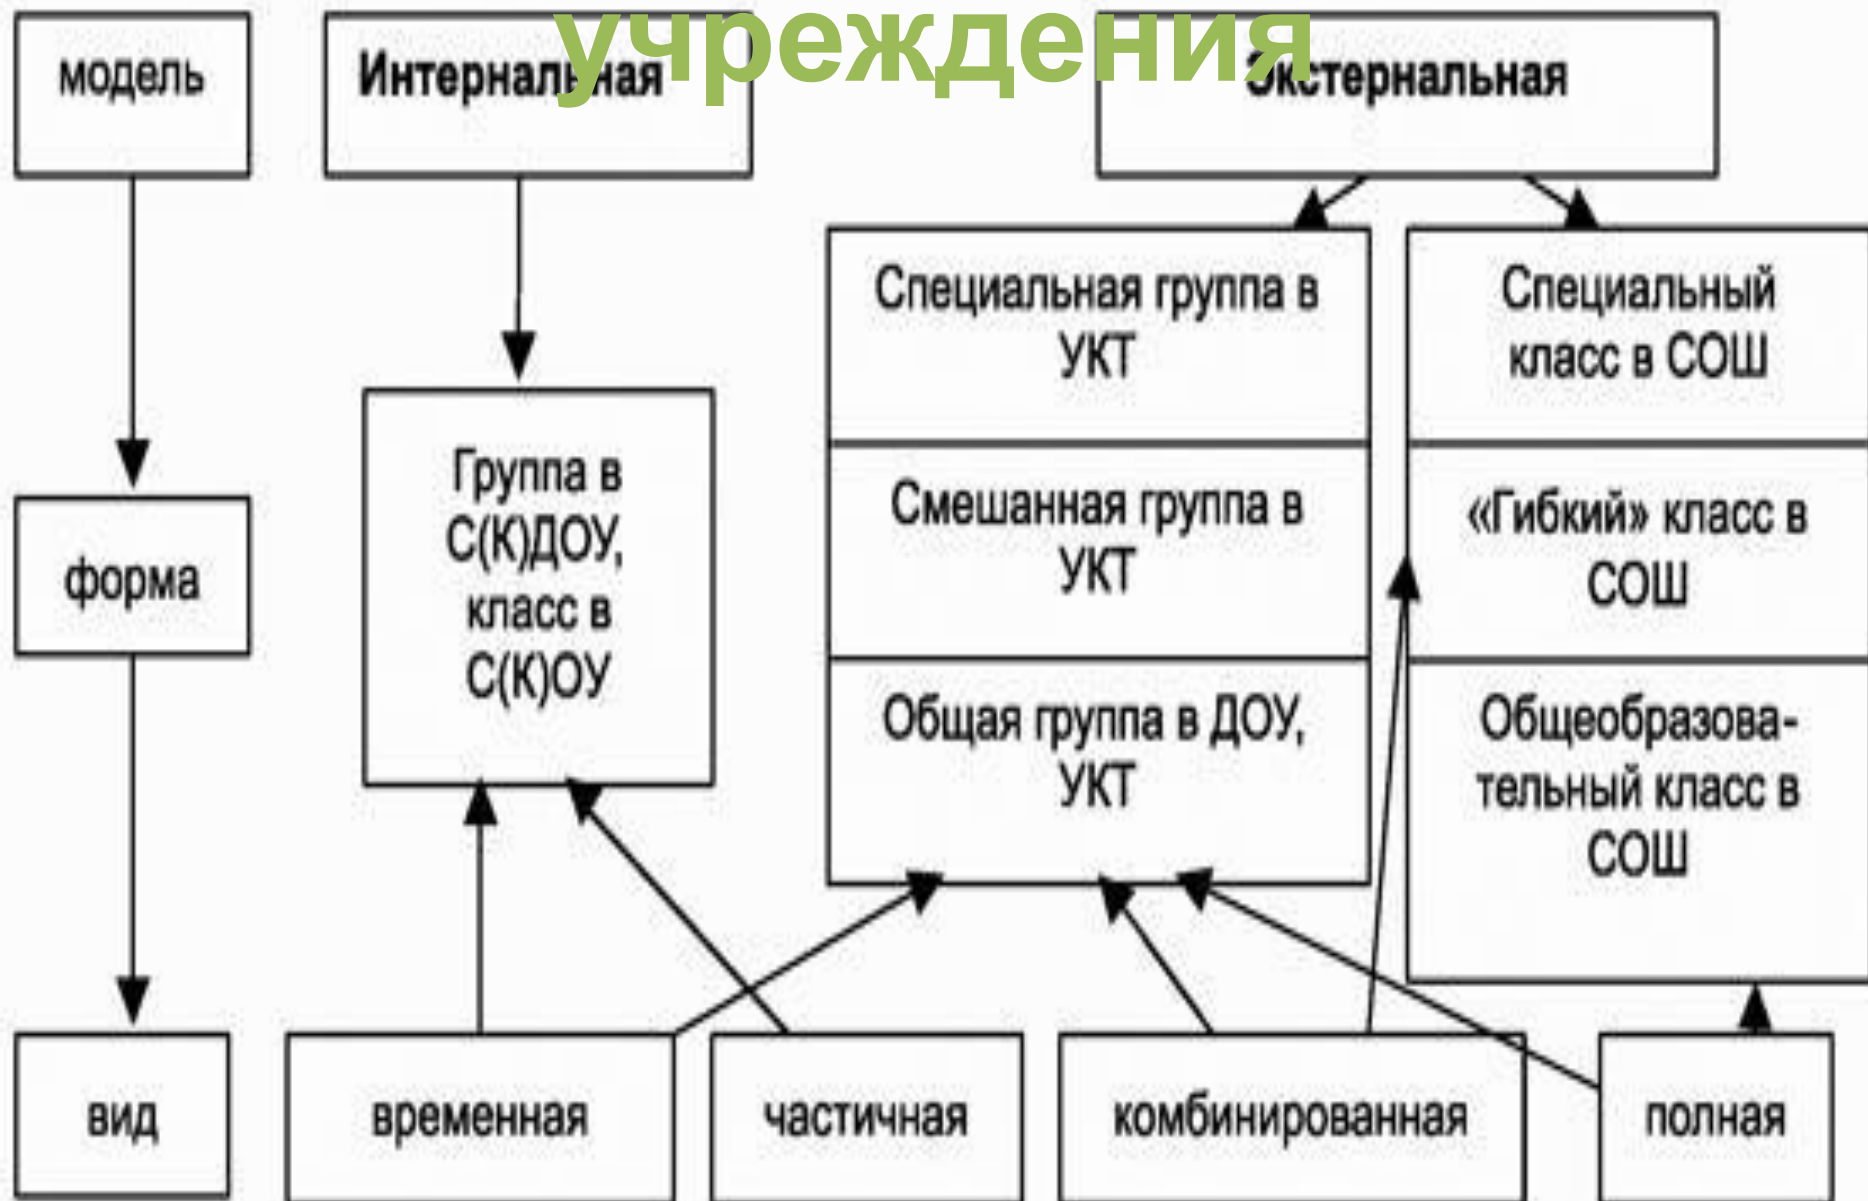 учреждения
модель
Интернальная
Экстернальная
Специальная группа в
УКТ
Специальный
класс в СОШ
Группа в
С(К)ДОУ,
класс в
С(К)ОУ
Смешанная группа в
УКТ
«Гибкий» класс в
СОШ
форма
Общая группа в ДОУ,
УКТ
Общеобразова-
тельный класс в
СОШ
вид
временная
частичная
комбинированная
полная